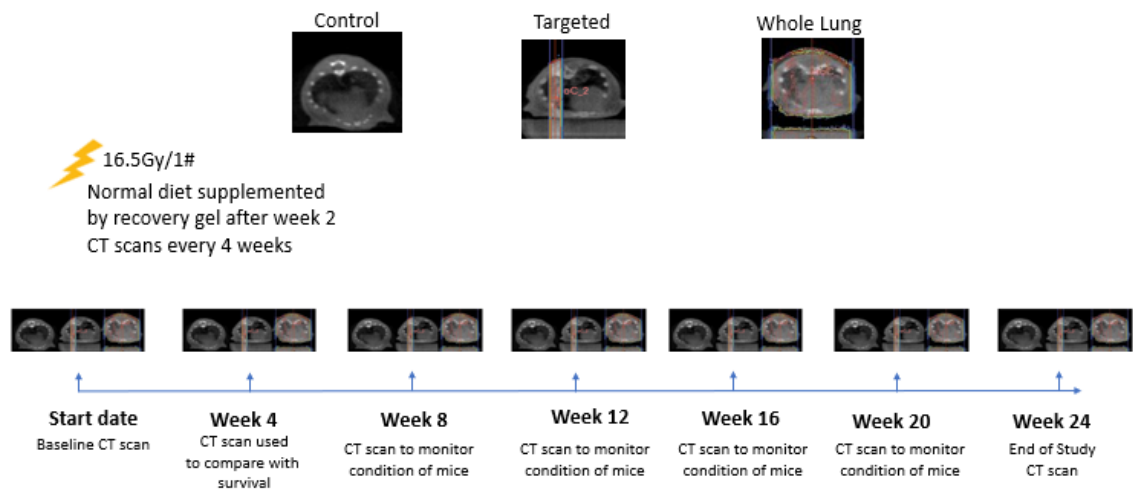 Control
Targeted
Whole Lung
16.5Gy/1#
Normal diet supplemented
by recovery gel after week 2
CT scans every 4 weeks
Start date
Baseline CT scan
Week 4
CT scan used
to compare with
survival
Week 8
CT scan to monitor
condition of mice
Week 12
CT scan to monitor
condition of mice
Week 16
CT scan to monitor
condition of mice
Week 20
CT scan to monitor
condition of mice
Week 24
End of Study
CT scan